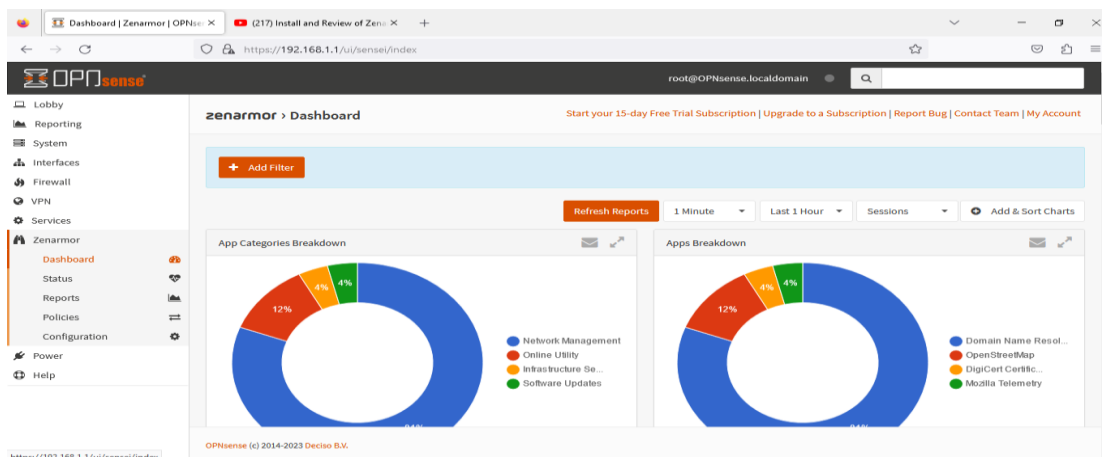 Dashboard | Zenarmor | OPNse
(217) Install and Review of Zena
https://192.168.1.1/ui/sensei/index
OPNsense
root@OPNsense.localdomain
Lobby
Reporting
System
Interfaces
Firewall
VPN
Services
Zenarmor
Dashboard
Status
Reports
Policies
Configuration
Power
Help
zenarmor › Dashboard
Start your 15-day Free Trial Subscription | Upgrade to a Subscription | Report Bug | Contact Team | My Account
Add Filter
Refresh Reports 1 Minute Last 1 Hour Sessions Add & Sort Charts
App Categories Breakdown
4% 4%
12%
Network Management
Online Utility
Infrastructure Se...
Software Updates
Apps Breakdown
4% 4%
12%
Domain Name Resol...
OpenStreetMap
DigiCert Certific...
Mozilla Telemetry
OPNsense (c) 2014-2023 Deciso B.V.